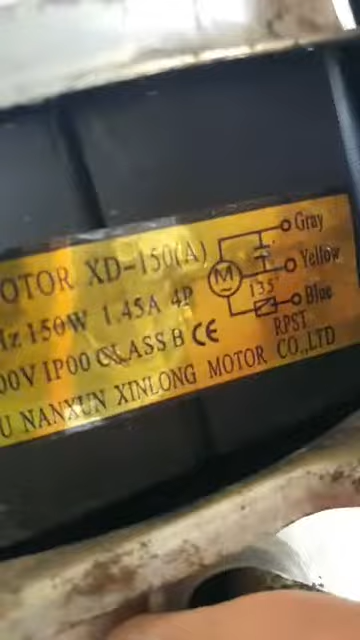 OTOR XD-150(A)
Hz 150W 1.45A 4P
00V IP00 CLASS B CE
U NANXUN XINLONG MOTOR CO.,LTD
Gray
Yellow
M
135°
Blue
RPST